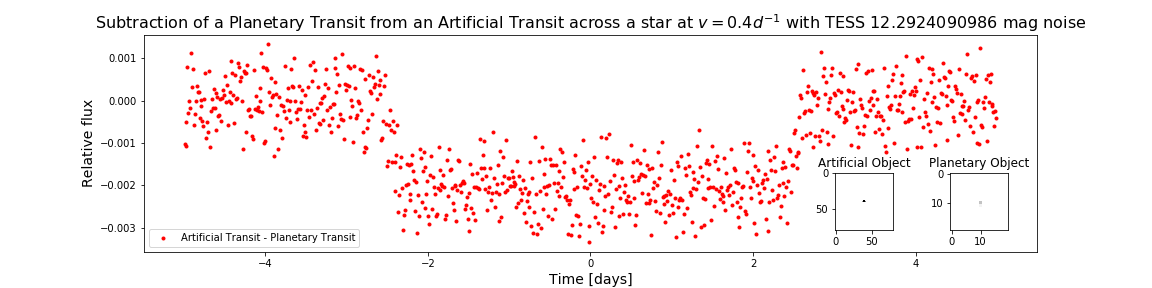 Subtraction of a Planetary Transit from an Artificial Transit across a star at v = 0.4d⁻¹ with TESS 12.2924090986 mag noise
Relative flux
0.001
0.000
−0.001
−0.002
−0.003
Artificial Transit - Planetary Transit
Artificial Object
0
50
0 50
Planetary Object
0
10
0 10
−4 −2 0 2 4
Time [days]